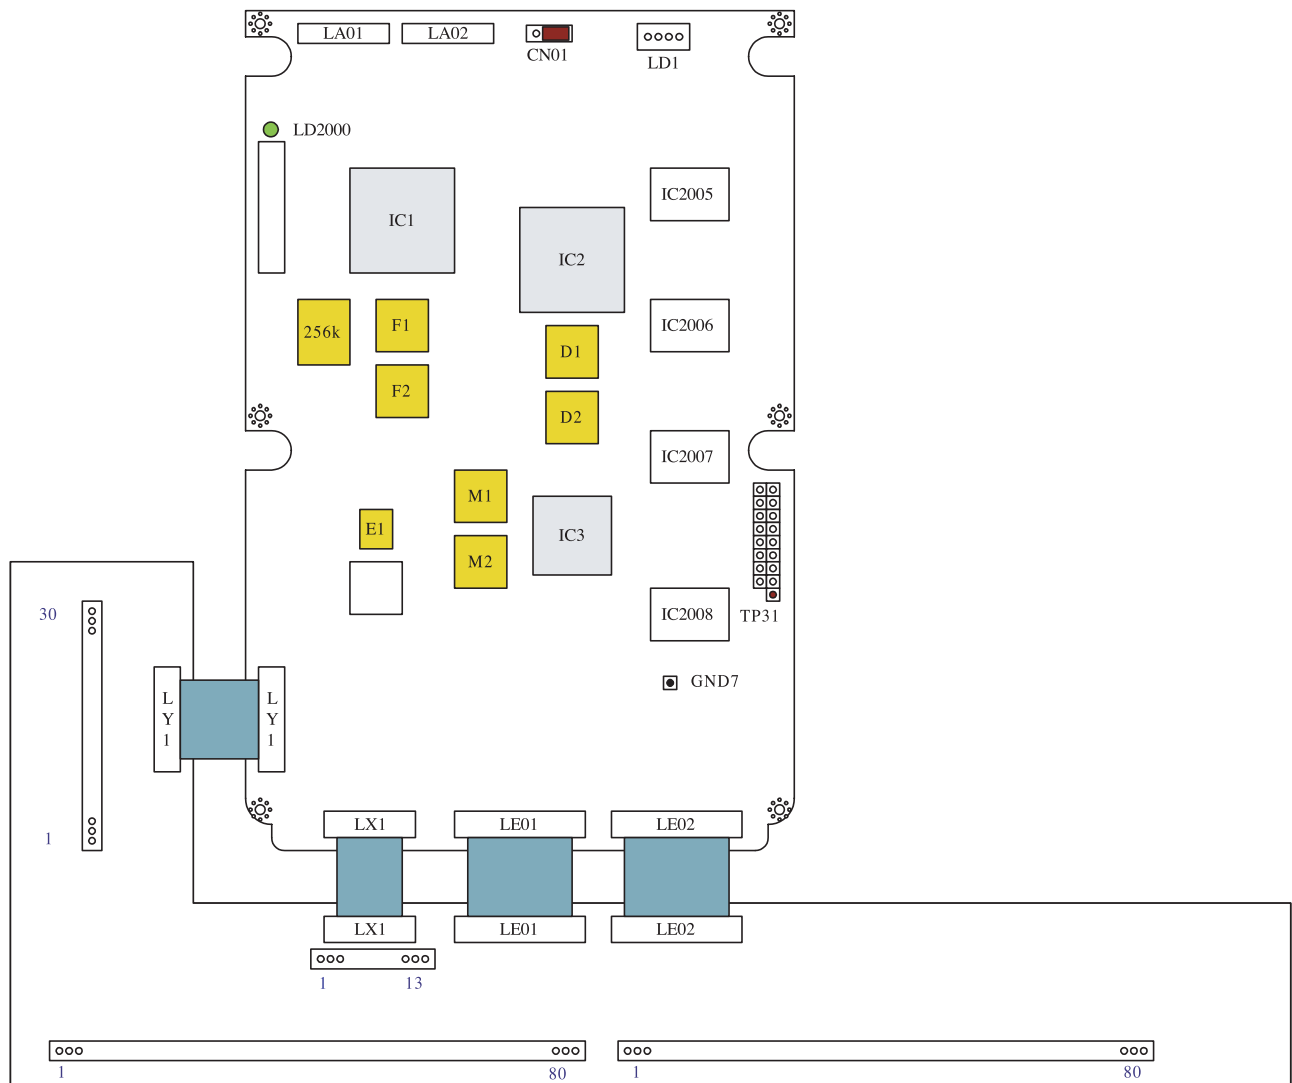 LA01
LA02
CN01
LD1
LD2000
IC2005
IC1
IC2
256k
F1
IC2006
D1
F2
D2
IC2007
M1
E1
IC3
M2
30
IC2008
TP31
GND7
L
Y
1
L
Y
1
LX1
LE01
LE02
1
LX1
LE01
LE02
1
13
1
80
1
80